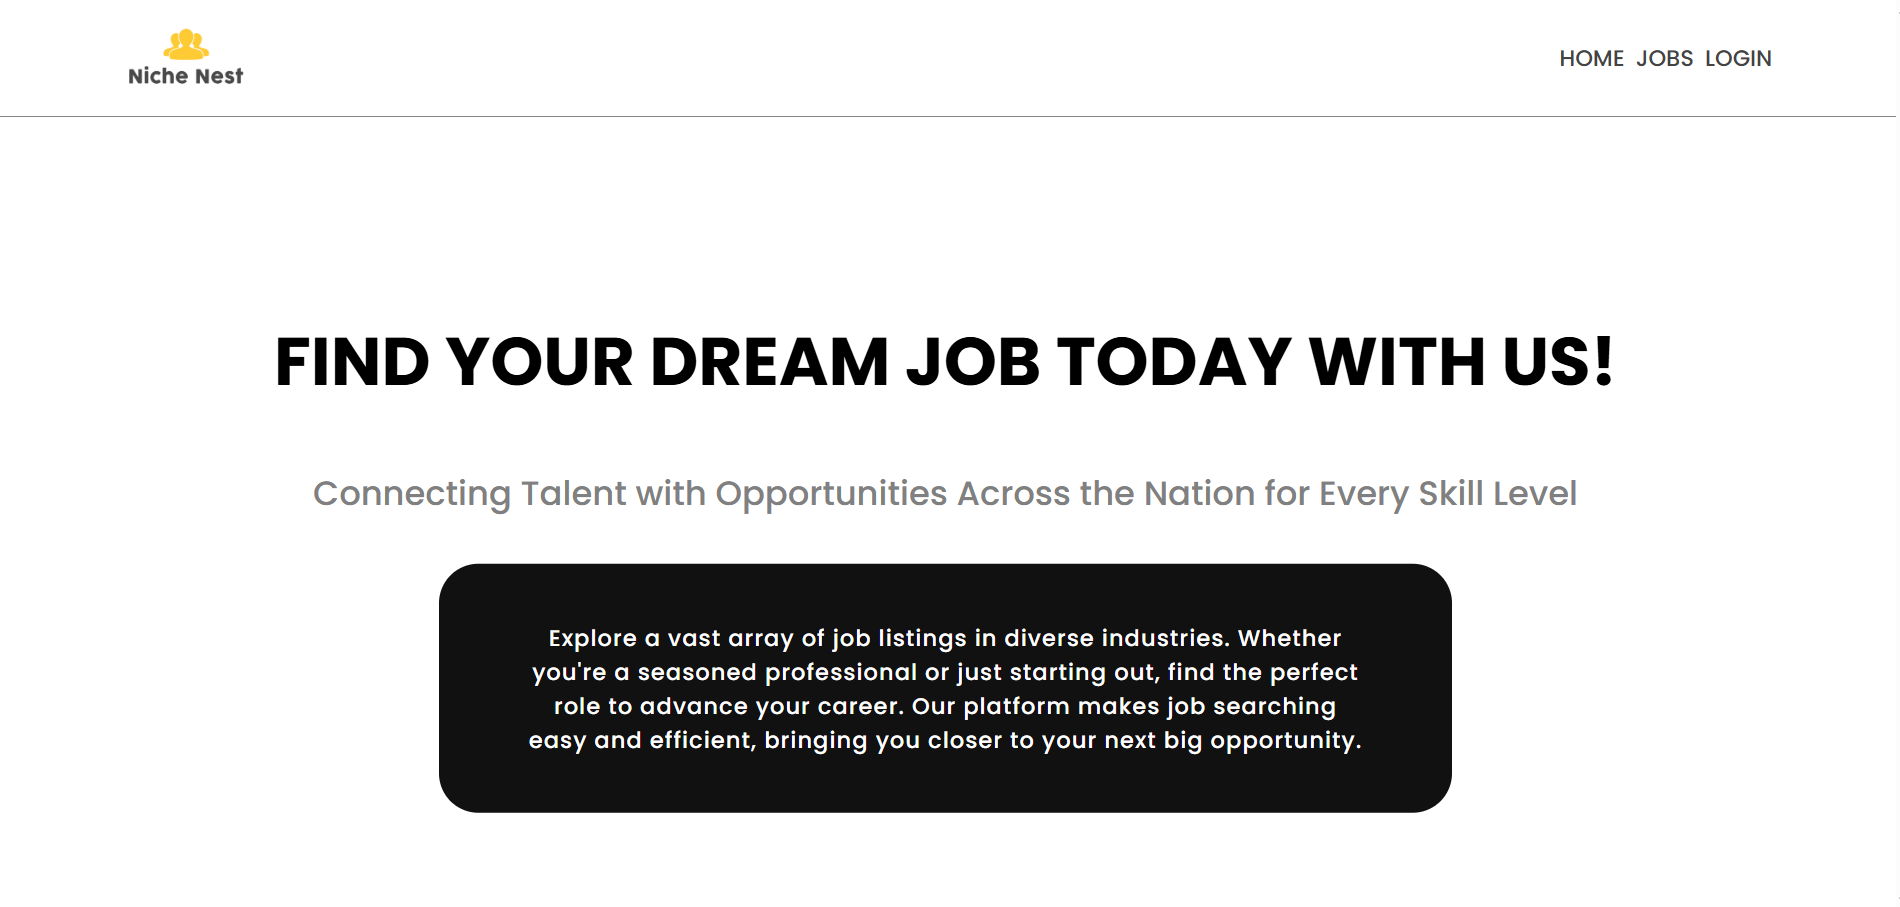 Niche Nest
HOME JOBS LOGIN
FIND YOUR DREAM JOB TODAY WITH US!
Connecting Talent with Opportunities Across the Nation for Every Skill Level
Explore a vast array of job listings in diverse industries. Whether
you're a seasoned professional or just starting out, find the perfect
role to advance your career. Our platform makes job searching
easy and efficient, bringing you closer to your next big opportunity.